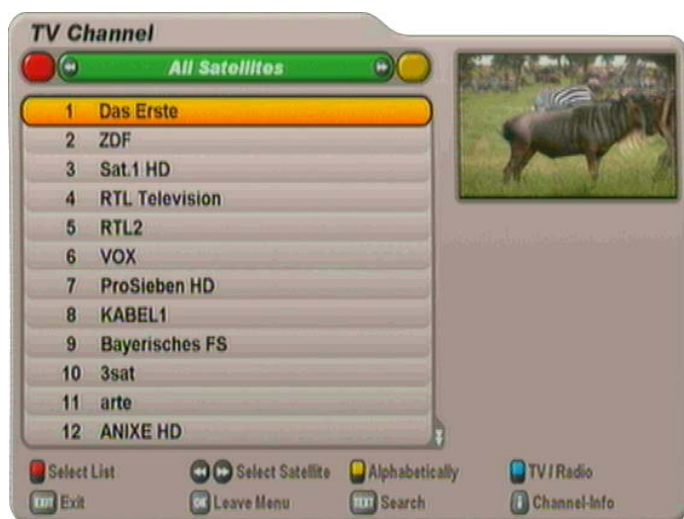 TV Channel
All Satellites
1 Das Erste
2 ZDF
3 Sat.1 HD
4 RTL Television
5 RTL2
6 VOX
7 ProSieben HD
8 KABEL1
9 Bayerisches FS
10 3sat
11 arte
12 ANIXE HD
Select List Select Satellite Alphabetically TV / Radio
EXIT Exit OK Leave Menu TEXT Search i Channel-Info